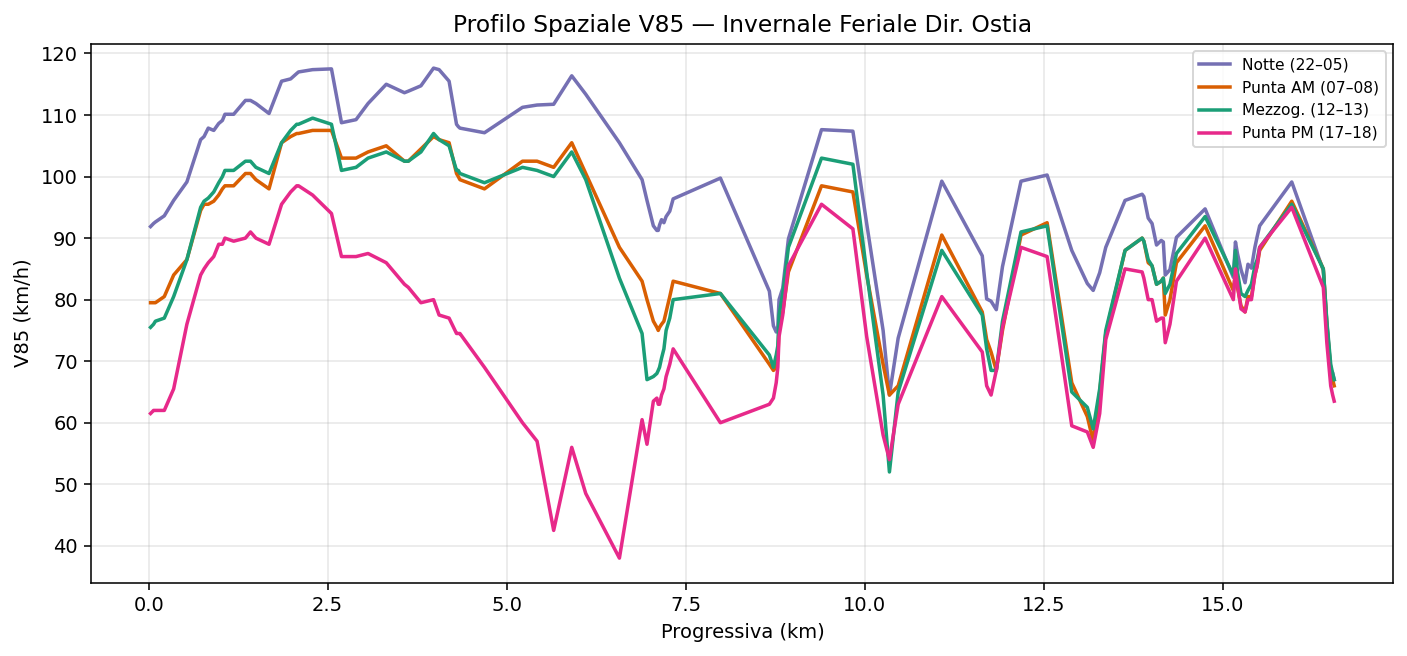 Profilo Spaziale V85 — Invernale Feriale Dir. Ostia
V85 (km/h)
120
110
100
90
80
70
60
50
40
Notte (22–05)
Punta AM (07–08)
Mezzog. (12–13)
Punta PM (17–18)
0.0 2.5 5.0 7.5 10.0 12.5 15.0
Progressiva (km)